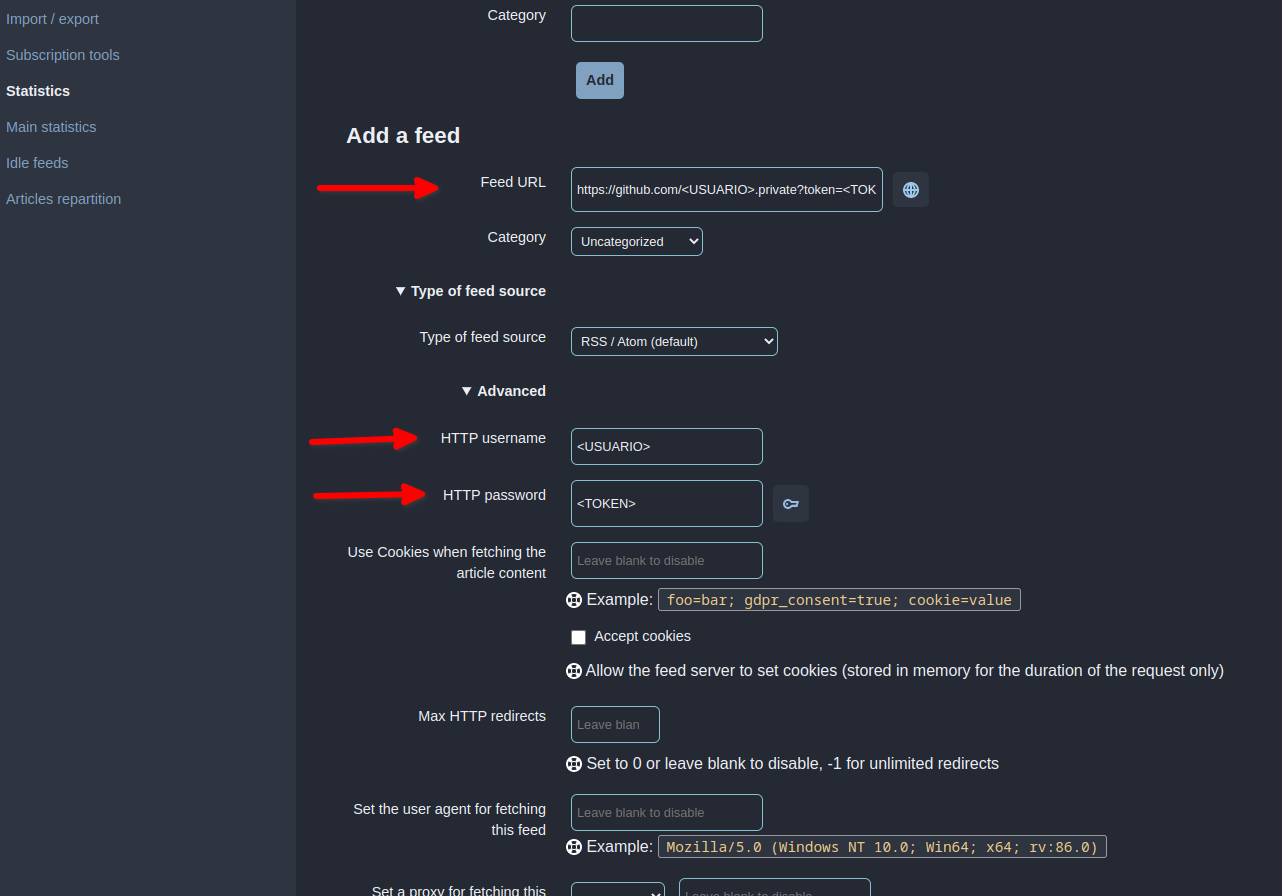 Import / export
Subscription tools
Statistics
Main statistics
Idle feeds
Articles repartition
Category
Add
Add a feed
Feed URL
https://github.com/<USUARIO>.private?token=<TOK
Category
Uncategorized
Type of feed source
Type of feed source
RSS / Atom (default)
Advanced
HTTP username
<USUARIO>
HTTP password
<TOKEN>
Use Cookies when fetching the
article content
Leave blank to disable
Example: foo=bar; gdpr_consent=true; cookie=value
Accept cookies
Allow the feed server to set cookies (stored in memory for the duration of the request only)
Max HTTP redirects
Leave blan
Set to 0 or leave blank to disable, -1 for unlimited redirects
Set the user agent for fetching
this feed
Leave blank to disable
Example: Mozilla/5.0 (Windows NT 10.0; Win64; x64; rv:86.0)
Set a proxy for fetching this
Leave blank to disable